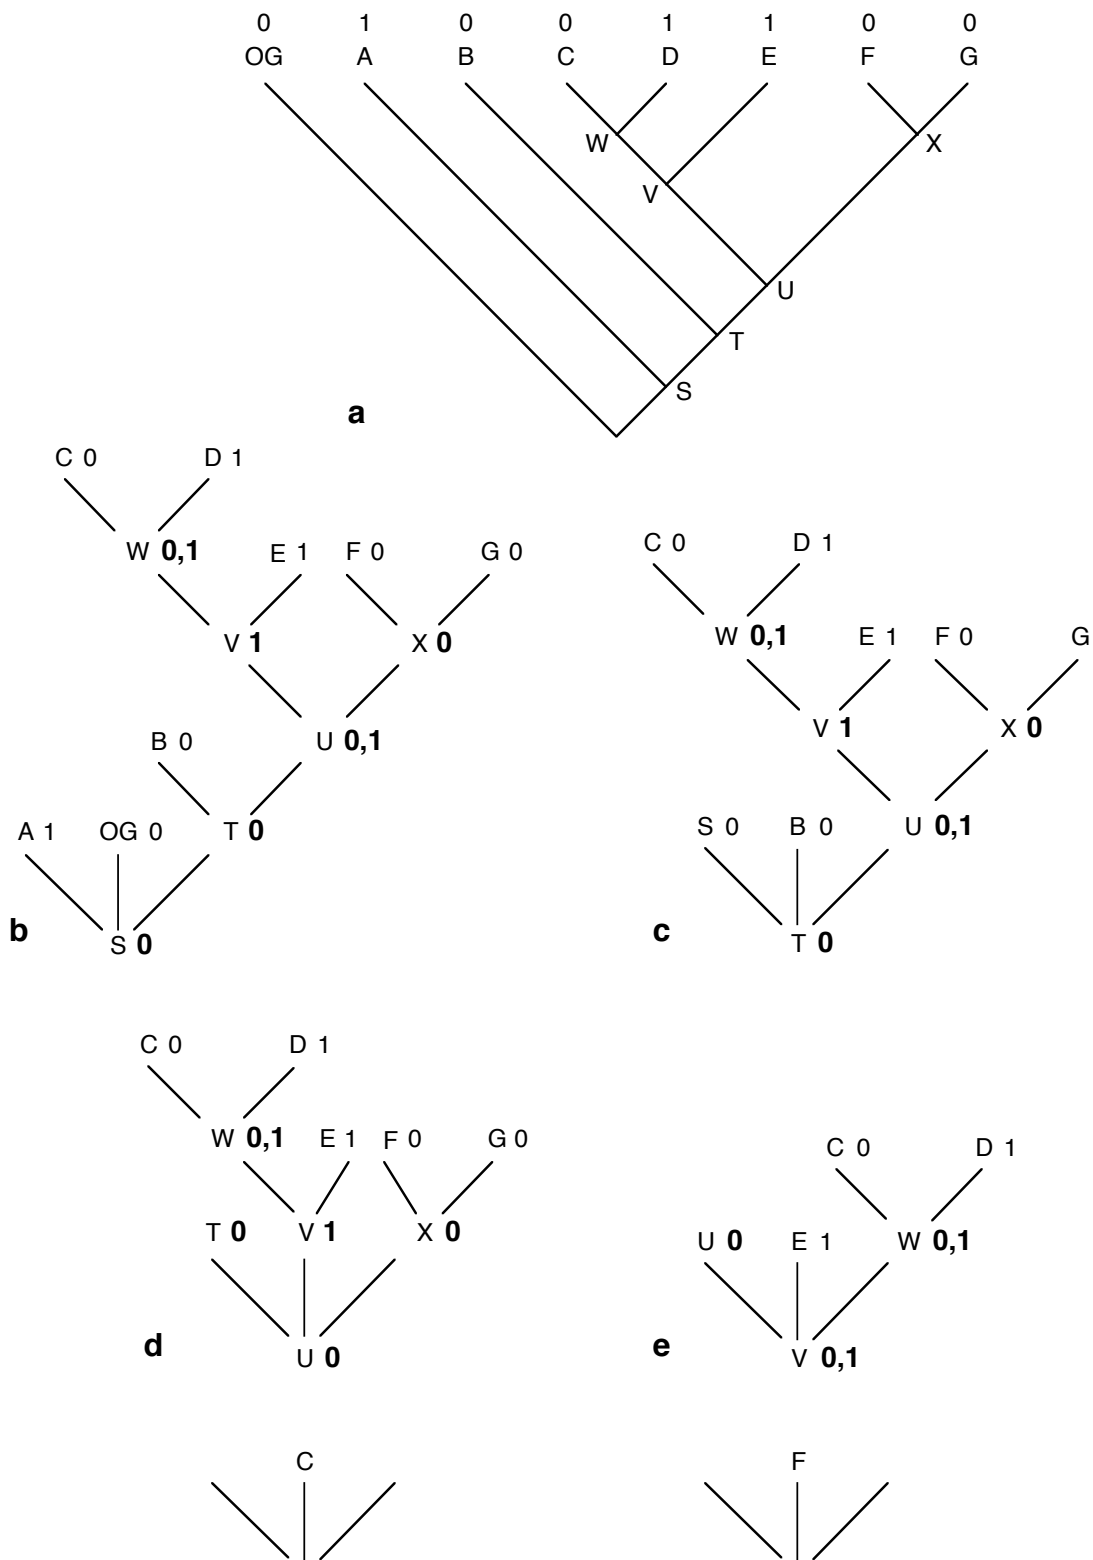 0 1 0 0 1 1 0 0
OG A B C D E F G
W X
V
U
T
S
a
C 0 D 1
W 0,1 E 1 F 0 G 0
V 1 X 0
B 0 U 0,1
A 1 OG 0 T 0
S 0
b
C 0 D 1
W 0,1 E 1 F 0 G
V 1 X 0
S 0 B 0 U 0,1
T 0
c
C 0 D 1
W 0,1 E 1 F 0 G 0
T 0 V 1 X 0
U 0
d
C 0 D 1
U 0 E 1 W 0,1
V 0,1
e
C
F